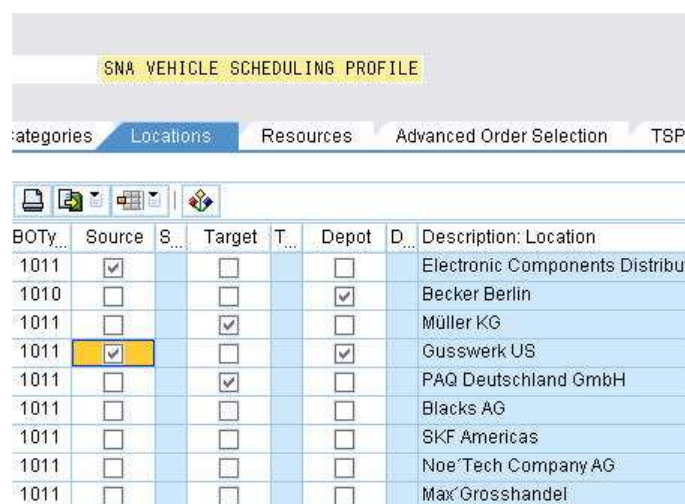 SNA VEHICLE SCHEDULING PROFILE
ategories Locations Resources Advanced Order Selection TSP
BOTy... Source S... Target T... Depot D... Description: Location
1011 Electronic Components Distribu
1010 Becker Berlin
1011 Müller KG
1011 Gusswerk US
1011 PAQ Deutschland GmbH
1011 Blacks AG
1011 SKF Americas
1011 Noe´Tech Company AG
1011 Max´Grosshandel